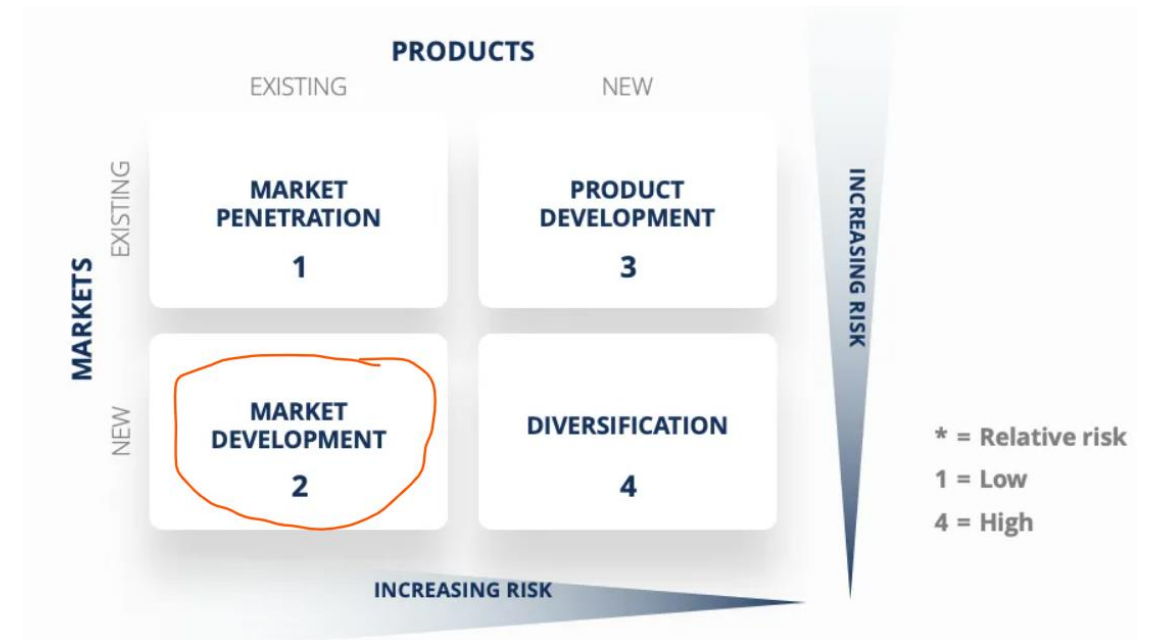 PRODUCTS
EXISTING
NEW
MARKETS
EXISTING
MARKET
PENETRATION
1
PRODUCT
DEVELOPMENT
3
NEW
MARKET
DEVELOPMENT
2
DIVERSIFICATION
4
INCREASING RISK
INCREASING RISK
* = Relative risk
1 = Low
4 = High